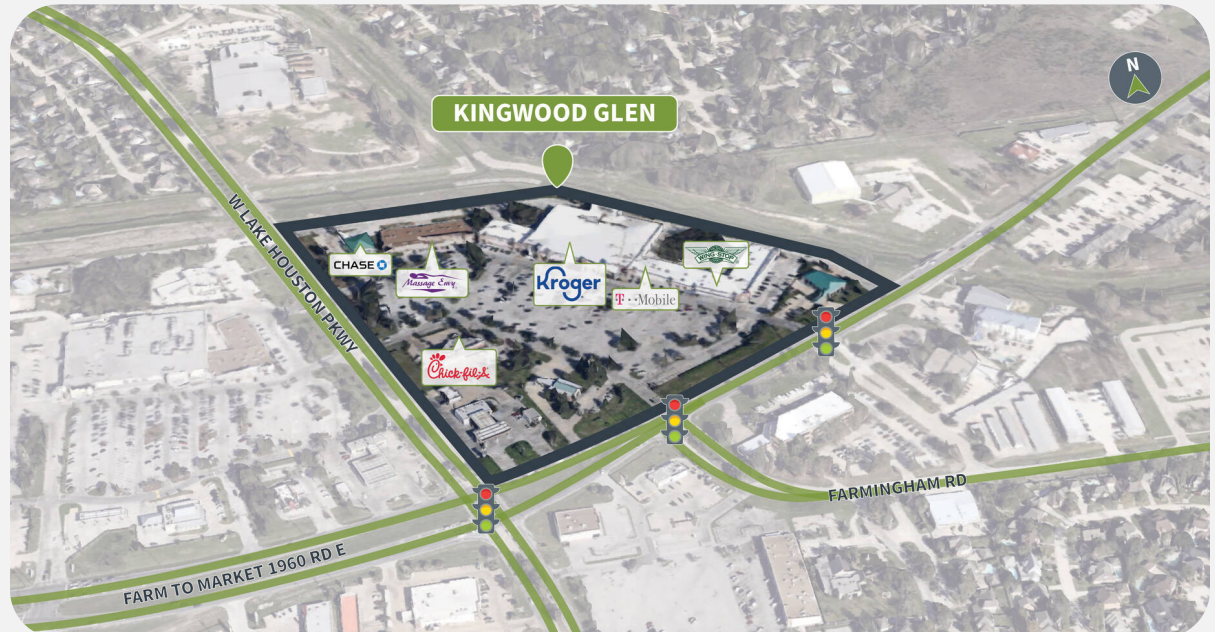 N
KINGWOOD GLEN
W LAKE HOUSTON PKWY
CHASE
Massage Envy
Kroger
T··Mobile
WING·STOP
Chick-fil-A
FARMINGHAM RD
FARM TO MARKET 1960 RD E